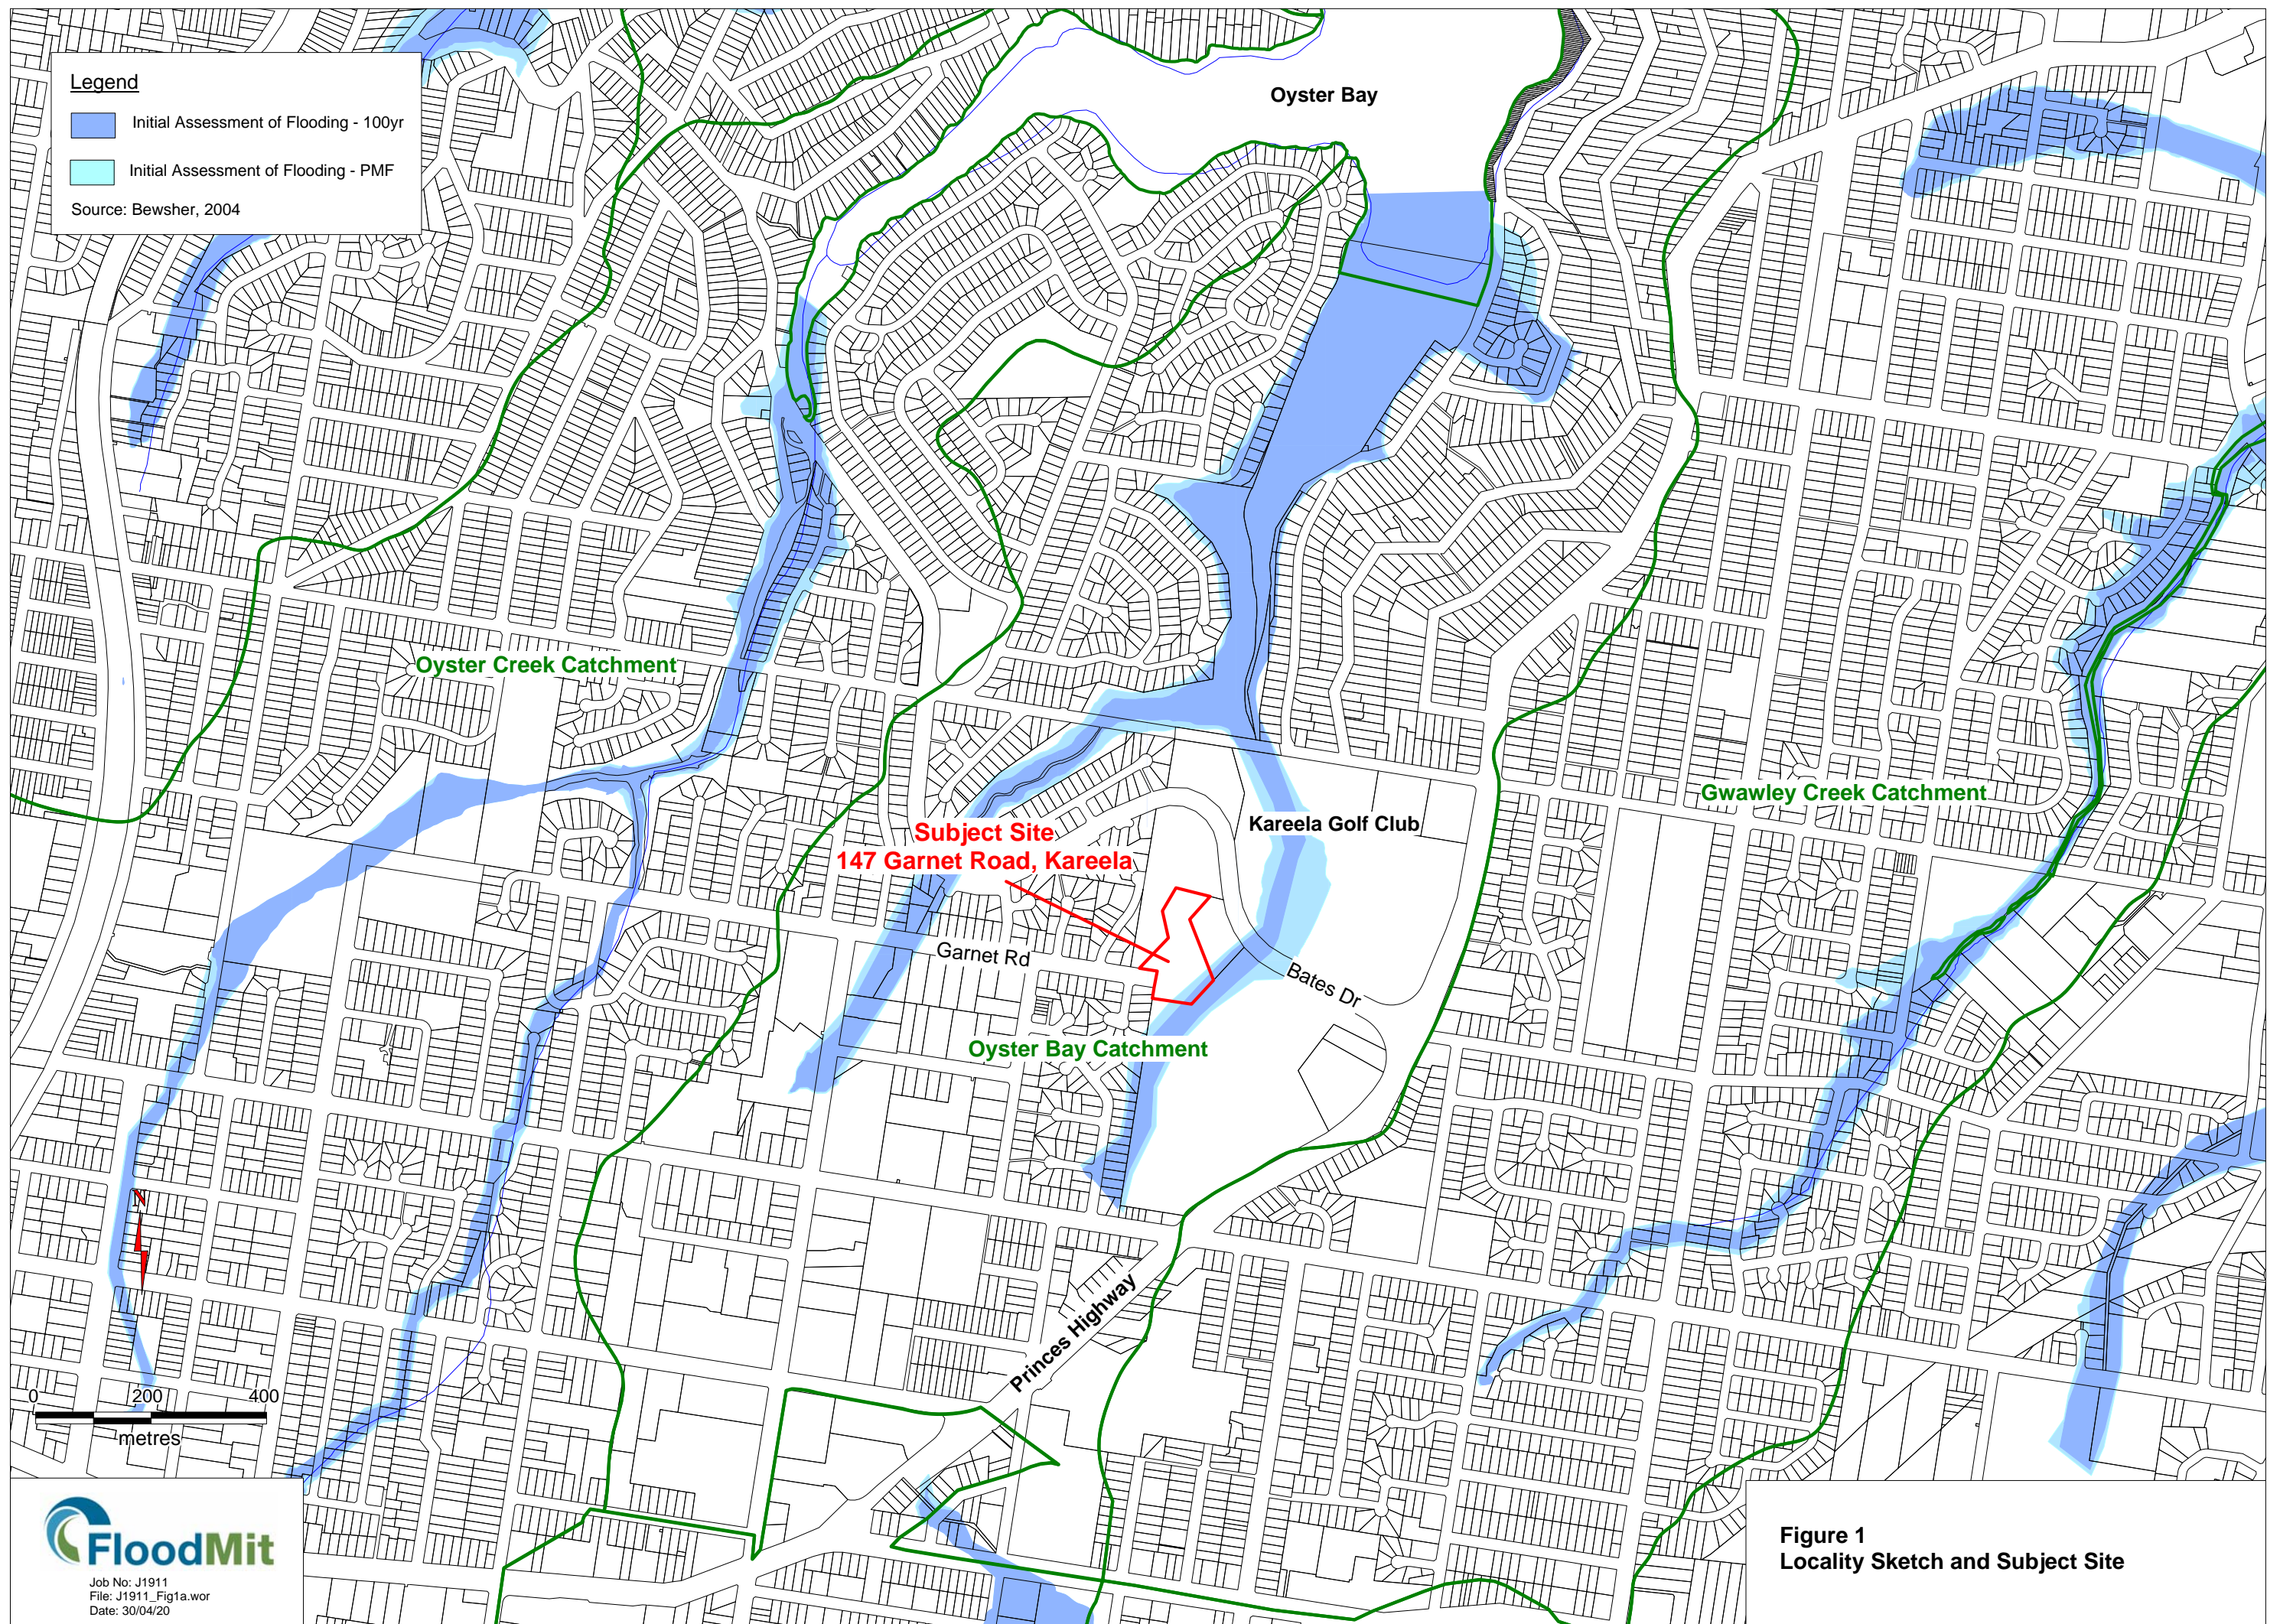 Legend
Initial Assessment of Flooding - 100yr
Initial Assessment of Flooding - PMF
Source: Bewsher, 2004
Oyster Bay
Oyster Creek Catchment
Gwawley Creek Catchment
Kareela Golf Club
Subject Site
147 Garnet Road, Kareela
Garnet Rd
Bates Dr
Oyster Bay Catchment
N
Princes Highway
0 200 400
metres
FloodMit
Job No: J1911
File: J1911_Fig1a.wor
Date: 30/04/20
Figure 1
Locality Sketch and Subject Site